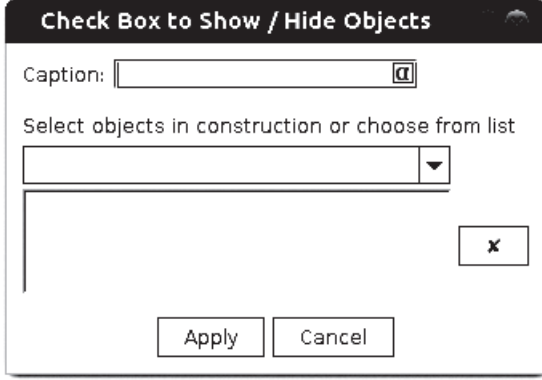 Check Box to Show / Hide Objects
Caption: α
Select objects in construction or choose from list
✘
Apply Cancel